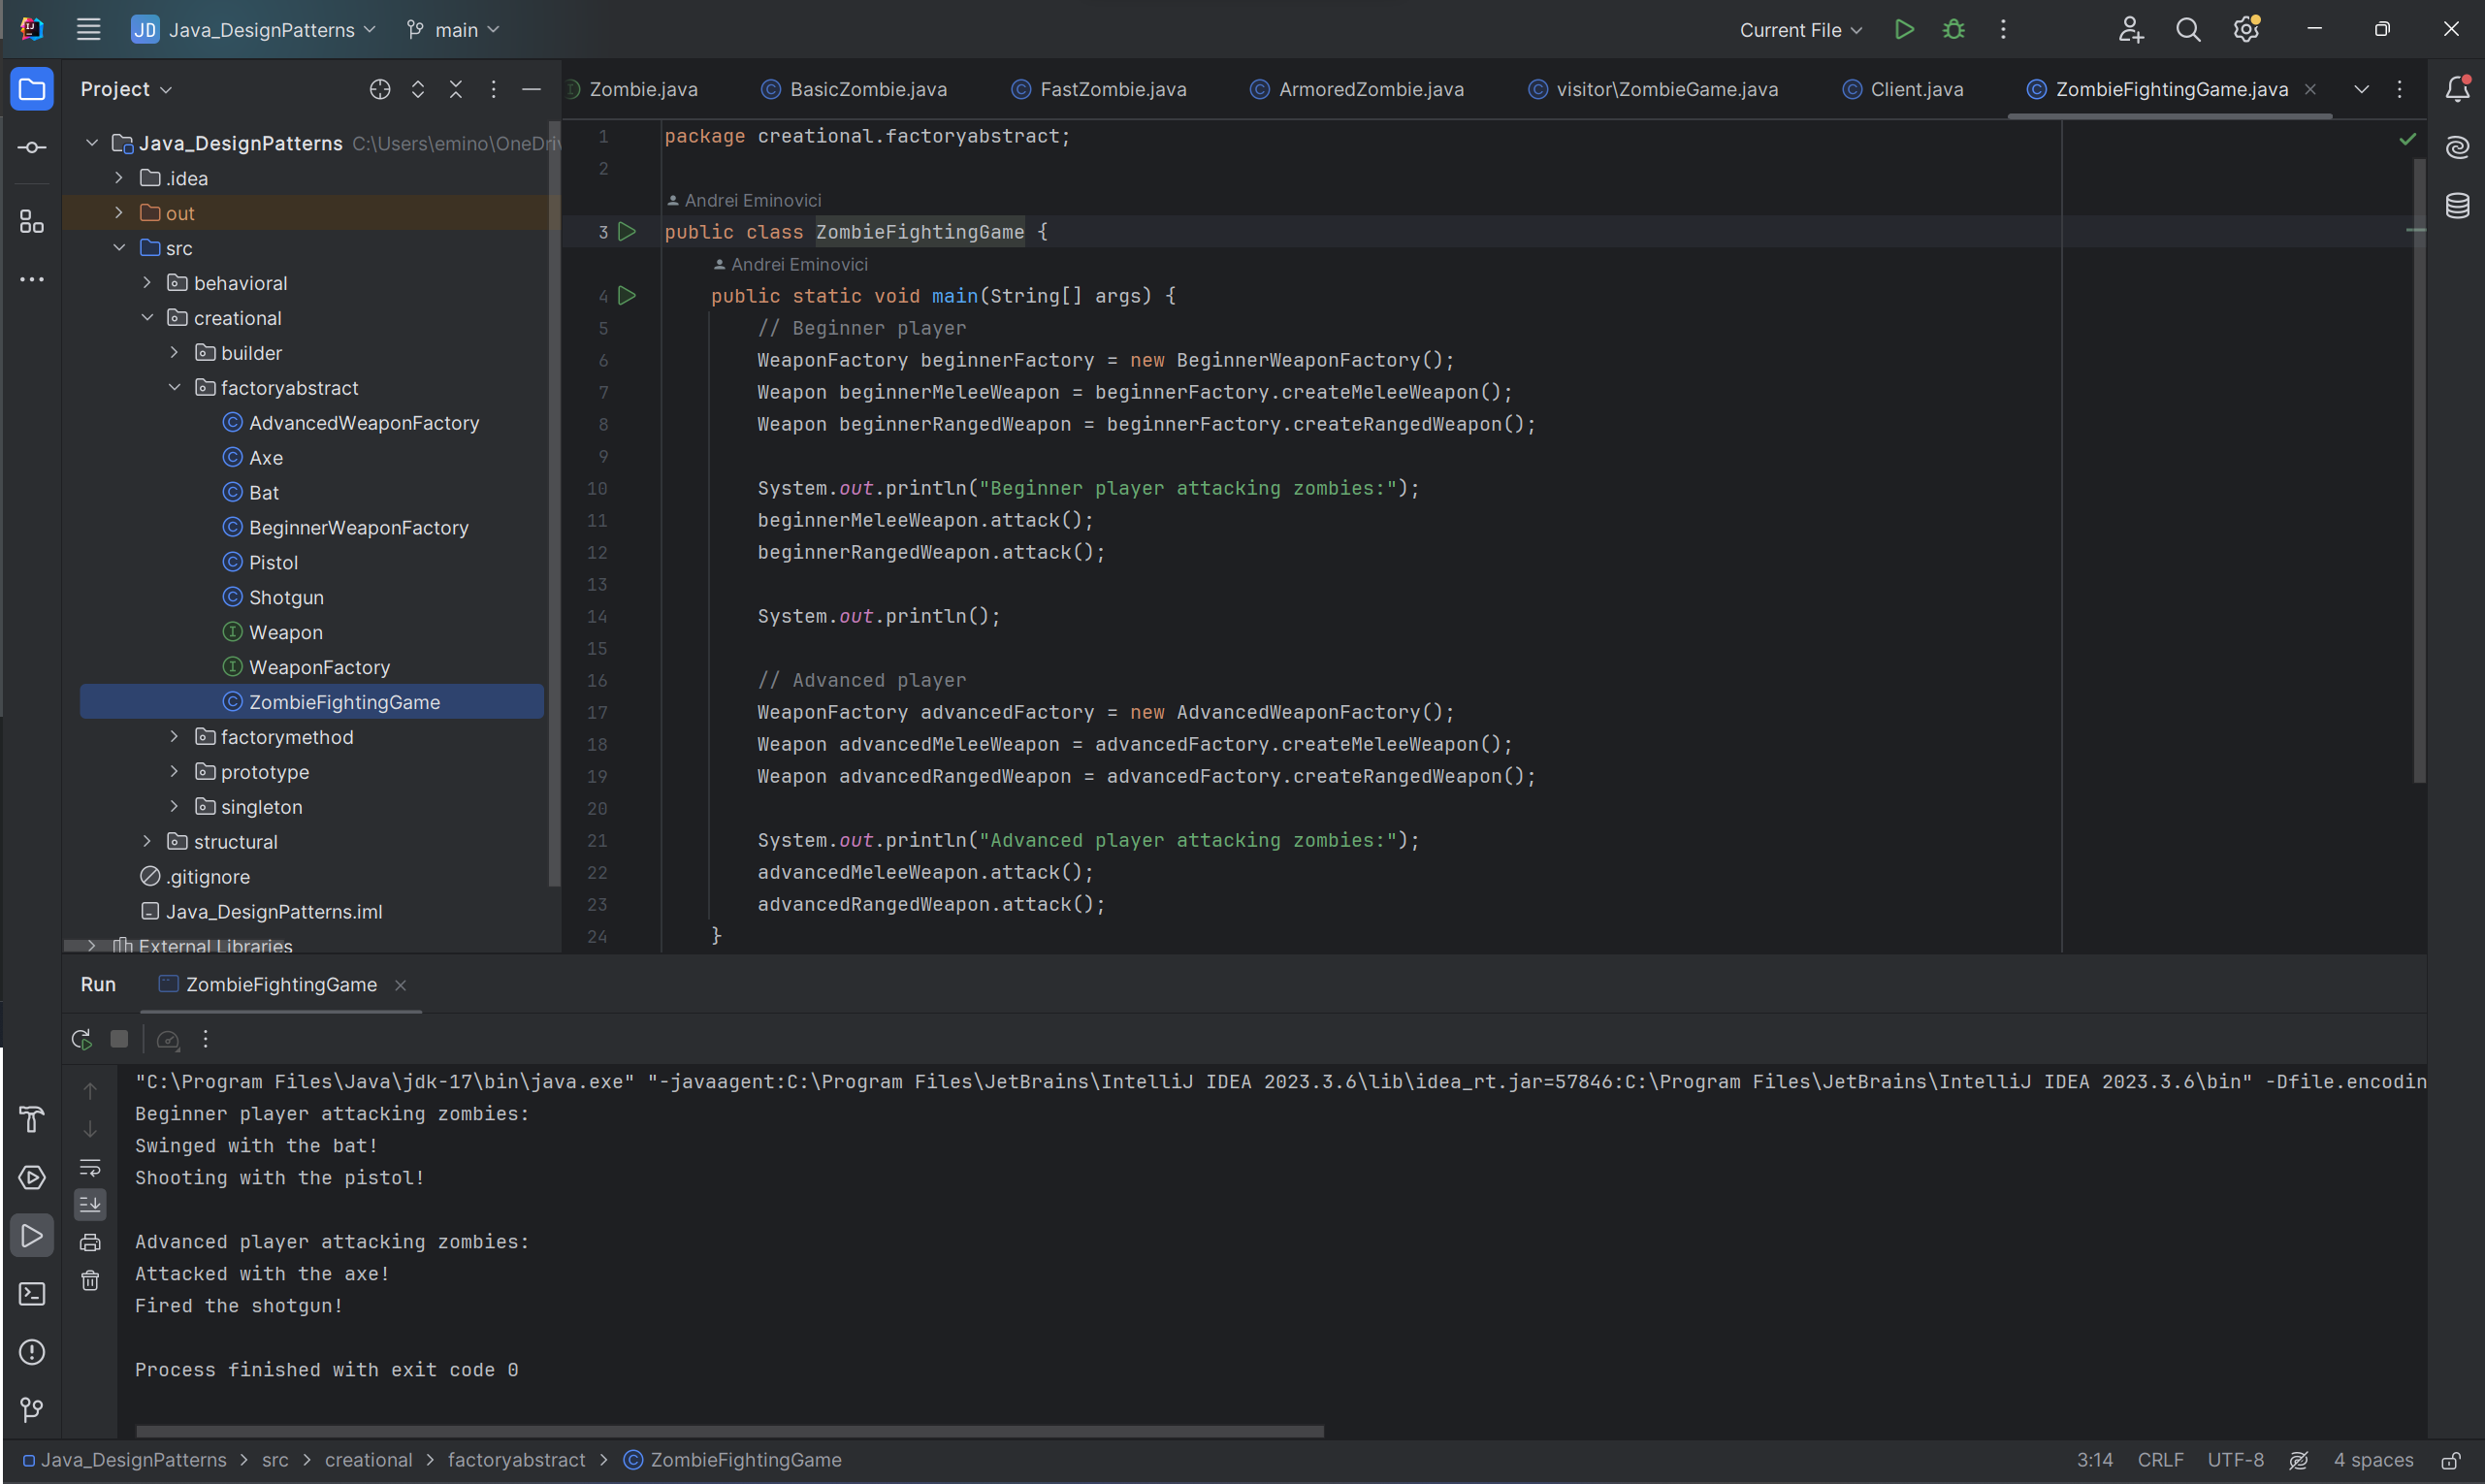 JD Java_DesignPatterns main Current File
Project
Zombie.java BasicZombie.java FastZombie.java ArmoredZombie.java visitor\ZombieGame.java Client.java ZombieFightingGame.java
Java_DesignPatterns C:\Users\emino\OneDri
.idea
out
src
behavioral
creational
builder
factoryabstract
AdvancedWeaponFactory
Axe
Bat
BeginnerWeaponFactory
Pistol
Shotgun
Weapon
WeaponFactory
ZombieFightingGame
factorymethod
prototype
singleton
structural
.gitignore
Java_DesignPatterns.iml
External Libraries
1 package creational.factoryabstract;
2
Andrei Eminovici
3 public class ZombieFightingGame {
Andrei Eminovici
4 public static void main(String[] args) {
5 // Beginner player
6 WeaponFactory beginnerFactory = new BeginnerWeaponFactory();
7 Weapon beginnerMeleeWeapon = beginnerFactory.createMeleeWeapon();
8 Weapon beginnerRangedWeapon = beginnerFactory.createRangedWeapon();
9
10 System.out.println("Beginner player attacking zombies:");
11 beginnerMeleeWeapon.attack();
12 beginnerRangedWeapon.attack();
13
14 System.out.println();
15
16 // Advanced player
17 WeaponFactory advancedFactory = new AdvancedWeaponFactory();
18 Weapon advancedMeleeWeapon = advancedFactory.createMeleeWeapon();
19 Weapon advancedRangedWeapon = advancedFactory.createRangedWeapon();
20
21 System.out.println("Advanced player attacking zombies:");
22 advancedMeleeWeapon.attack();
23 advancedRangedWeapon.attack();
24 }
Run ZombieFightingGame
"C:\Program Files\Java\jdk-17\bin\java.exe" "-javaagent:C:\Program Files\JetBrains\IntelliJ IDEA 2023.3.6\lib\idea_rt.jar=57846:C:\Program Files\JetBrains\IntelliJ IDEA 2023.3.6\bin" -Dfile.encodin
Beginner player attacking zombies:
Swinged with the bat!
Shooting with the pistol!
Advanced player attacking zombies:
Attacked with the axe!
Fired the shotgun!
Process finished with exit code 0
Java_DesignPatterns > src > creational > factoryabstract > ZombieFightingGame 3:14 CRLF UTF-8 4 spaces